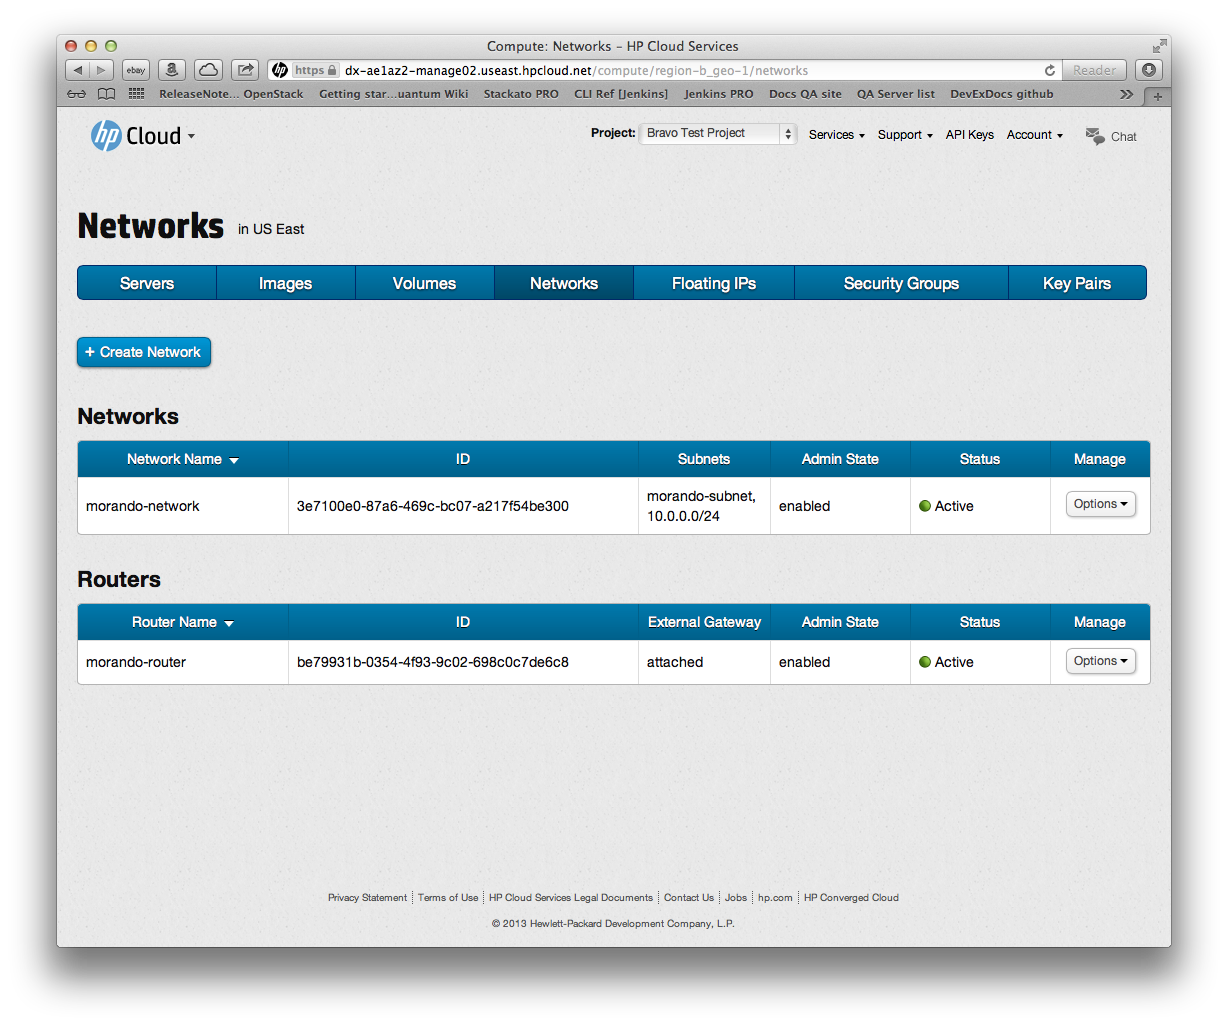 Compute: Networks – HP Cloud Services
ebay a hp https dx-ae1az2-manage02.useast.hpcloud.net/compute/region-b_geo-1/networks Reader
ReleaseNote... OpenStack Getting star...uantum Wiki Stackato PRO CLI Ref [Jenkins] Jenkins PRO Docs QA site QA Server list DevExDocs github
hp Cloud Project: Bravo Test Project Services Support API Keys Account Chat
Networks in US East
Servers Images Volumes Networks Floating IPs Security Groups Key Pairs
+ Create Network
Networks
Network Name ID Subnets Admin State Status Manage
morando-network 3e7100e0-87a6-469c-bc07-a217f54be300 morando-subnet, enabled Active Options
10.0.0.0/24
Routers
Router Name ID External Gateway Admin State Status Manage
morando-router be79931b-0354-4f93-9c02-698c0c7de6c8 attached enabled Active Options
Privacy Statement Terms of Use HP Cloud Services Legal Documents Contact Us Jobs hp.com HP Converged Cloud
© 2013 Hewlett-Packard Development Company, L.P.